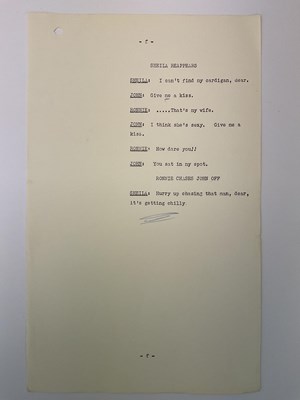 - 7 -
SHEILA REAPPEARS
SHEILA: I can't find my cardigan, dear.
JOHN: Give me a kiss.
RONNIE: .....That's my wife.
JOHN: I think she's sexy. Give me a
kiss.
RONNIE: How dare you!!
JOHN: You sat in my spot.
RONNIE CHASES JOHN OFF
SHEILA: Hurry up chasing that man, dear,
it's getting chilly
- 7 -